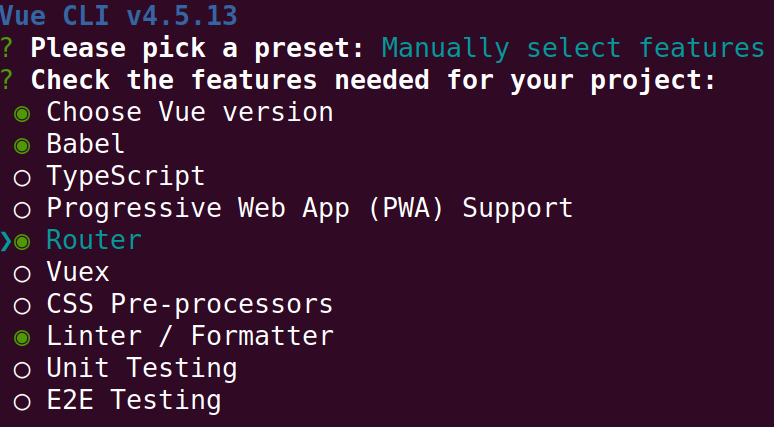 Vue CLI v4.5.13
? Please pick a preset: Manually select features
? Check the features needed for your project:
◉ Choose Vue version
◉ Babel
◯ TypeScript
◯ Progressive Web App (PWA) Support
❯◉ Router
◯ Vuex
◯ CSS Pre-processors
◉ Linter / Formatter
◯ Unit Testing
◯ E2E Testing